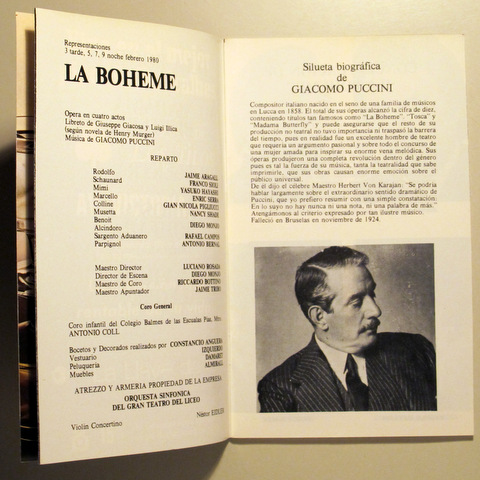 Representaciones
3 tarde, 5, 7, 9 noche febrero 1980
LA BOHEME
Opera en cuatro actos
Libreto de Giuseppe Giacosa y Luigi Illica
(según novela de Henry Murger)
Música de GIACOMO PUCCINI
REPARTO
Rodolfo JAIME ARAGALL
Schaunard FRANCO SIOLI
Mimi YASUKO HAYASHI
Marcello ENRIC SERRA
Colline GIAN NICOLA PIGLIUCCI
Musetta NANCY SHADE
Benoit
Alcindoro DIEGO MONJO
Sargento Aduanero RAFAEL CAMPOS
Parpignol ANTONIO BERNAL
Maestro Director LUCIANO ROSADA
Director de Escena DIEGO MONJO
Maestro de Coro RICCARDO BOTTINO
Maestro Apuntador JAIME TRIBO
Coro General
Coro infantil del Colegio Balmes de las Escuelas Pias. Mtro.
ANTONIO COLL
Bocetos y Decorados realizados por CONSTANCIO ANGUERA
Vestuario IZQUIERDO
Peluquería DAMARET
Muebles ALMIRALL
ATREZZO Y ARMERIA PROPIEDAD DE LA EMPRESA
ORQUESTA SINFONICA
DEL GRAN TEATRO DEL LICEO
Violín Concertino Néstor EIDLER
Silueta biográfica
de
GIACOMO PUCCINI
Compositor italiano nacido en el seno de una familia de músicos
en Lucca en 1858. El total de sus óperas alcanzó la cifra de diez,
conteniendo títulos tan famosos como "La Boheme". "Tosca" y
"Madama Butterfly" y puede asegurarse que el resto de su
producción no teatral no tuvo importancia ni traspasó la barrera
del tiempo, pues en realidad fue un excelente hombre de teatro
que requería un argumento pasional y sobre todo el concurso de
una mujer amada para inspirar su enorme vena melódica. Sus
óperas produjeron una completa revolución dentro del género
pues es tal la fuerza de su música, tanta la teatralidad que sabe
imponer, que sus obras causaron enorme emoción sobre el
público universal.
De él dijo el célebre Maestro Herbert Von Karajan: "Se podría
hablar largamente sobre el extraordinario sentido dramático de
Puccini, que yo prefiero resumir con una simple constatación:
En lo suyo no hay nunca ni una nota, ni una palabra de más."
Atengámonos al criterio expresado por tan ilustre músico.
Falleció en Bruselas en noviembre de 1924.